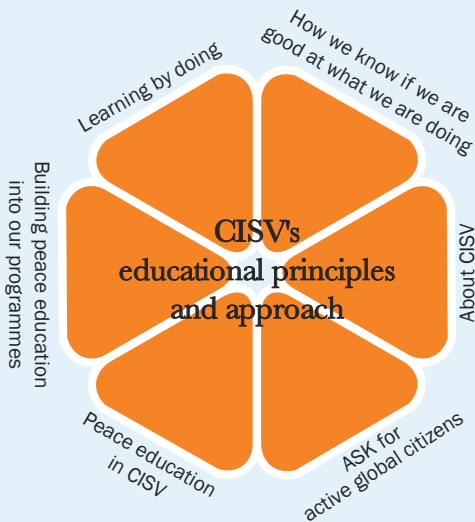 How we know if we are
good at what we are doing
Learning by doing
About CISV
Building peace education
into our programmes
CISV's
educational principles
and approach
Peace education
in CISV
ASK for
active global citizens